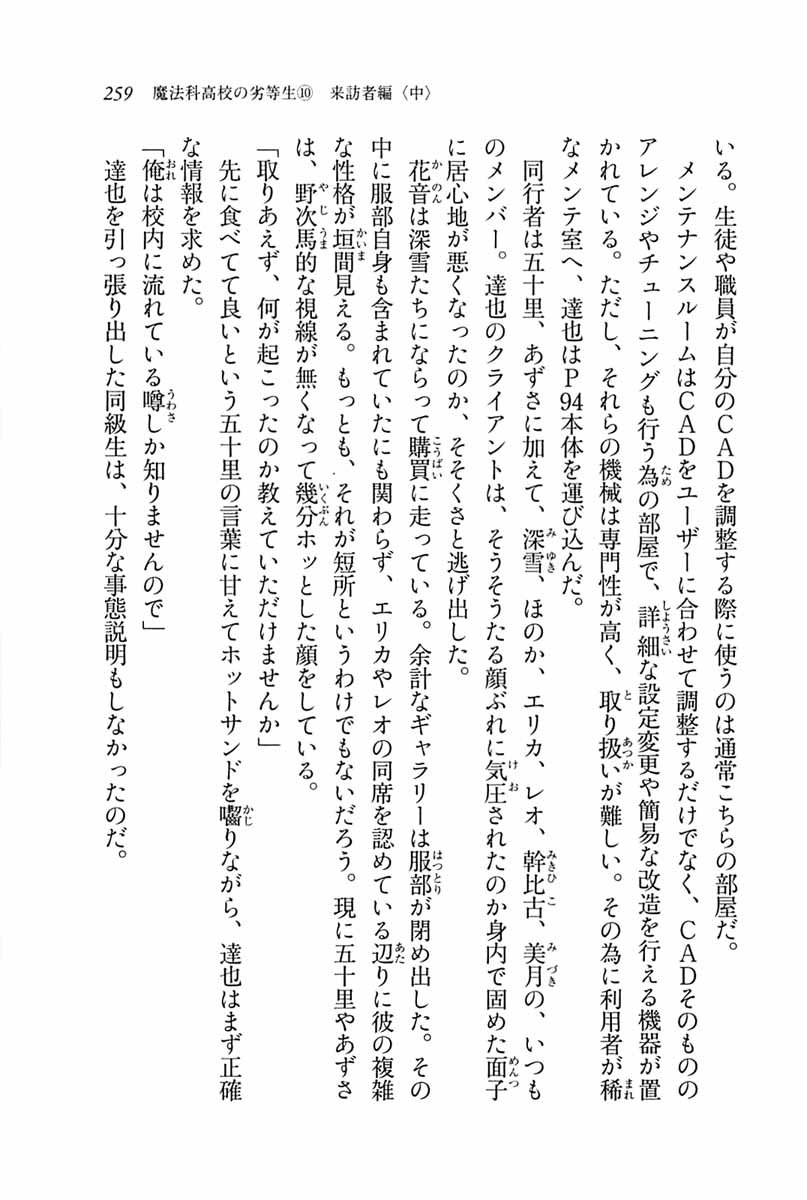 259　魔法科高校の劣等生⑩　来訪者編〈中〉
いる。生徒や職員が自分のCADを調整する際に使うのは通常こちらの部屋だ。
　メンテナンスルームはCADをユーザーに合わせて調整するだけでなく、CADそのものの
アレンジやチューニングも行う為の部屋で、詳細な設定変更や簡易な改造を行える機器が置
かれている。ただし、それらの機械は専門性が高く、取り扱いが難しい。その為に利用者が稀
なメンテ室へ、達也はP94本体を運び込んだ。
　同行者は五十里、あずさに加えて、深雪、ほのか、エリカ、レオ、幹比古、美月の、いつも
のメンバー。達也のクライアントは、そうそうたる顔ぶれに気圧されたのか身内で固めた面子
に居心地が悪くなったのか、そそくさと逃げ出した。
　花音は深雪たちにならって購買に走っている。余計なギャラリーは服部が閉め出した。その
中に服部自身も含まれていたにも関わらず、エリカやレオの同席を認めている辺りに彼の複雑
な性格が垣間見える。もっとも、それが短所というわけでもないだろう。現に五十里やあずさ
は、野次馬的な視線が無くなって幾分ホッとした顔をしている。
「取りあえず、何が起こったのか教えていただけませんか」
　先に食べてて良いという五十里の言葉に甘えてホットサンドを囓りながら、達也はまず正確
な情報を求めた。
「俺は校内に流れている噂しか知りませんので」
　達也を引っ張り出した同級生は、十分な事態説明もしなかったのだ。